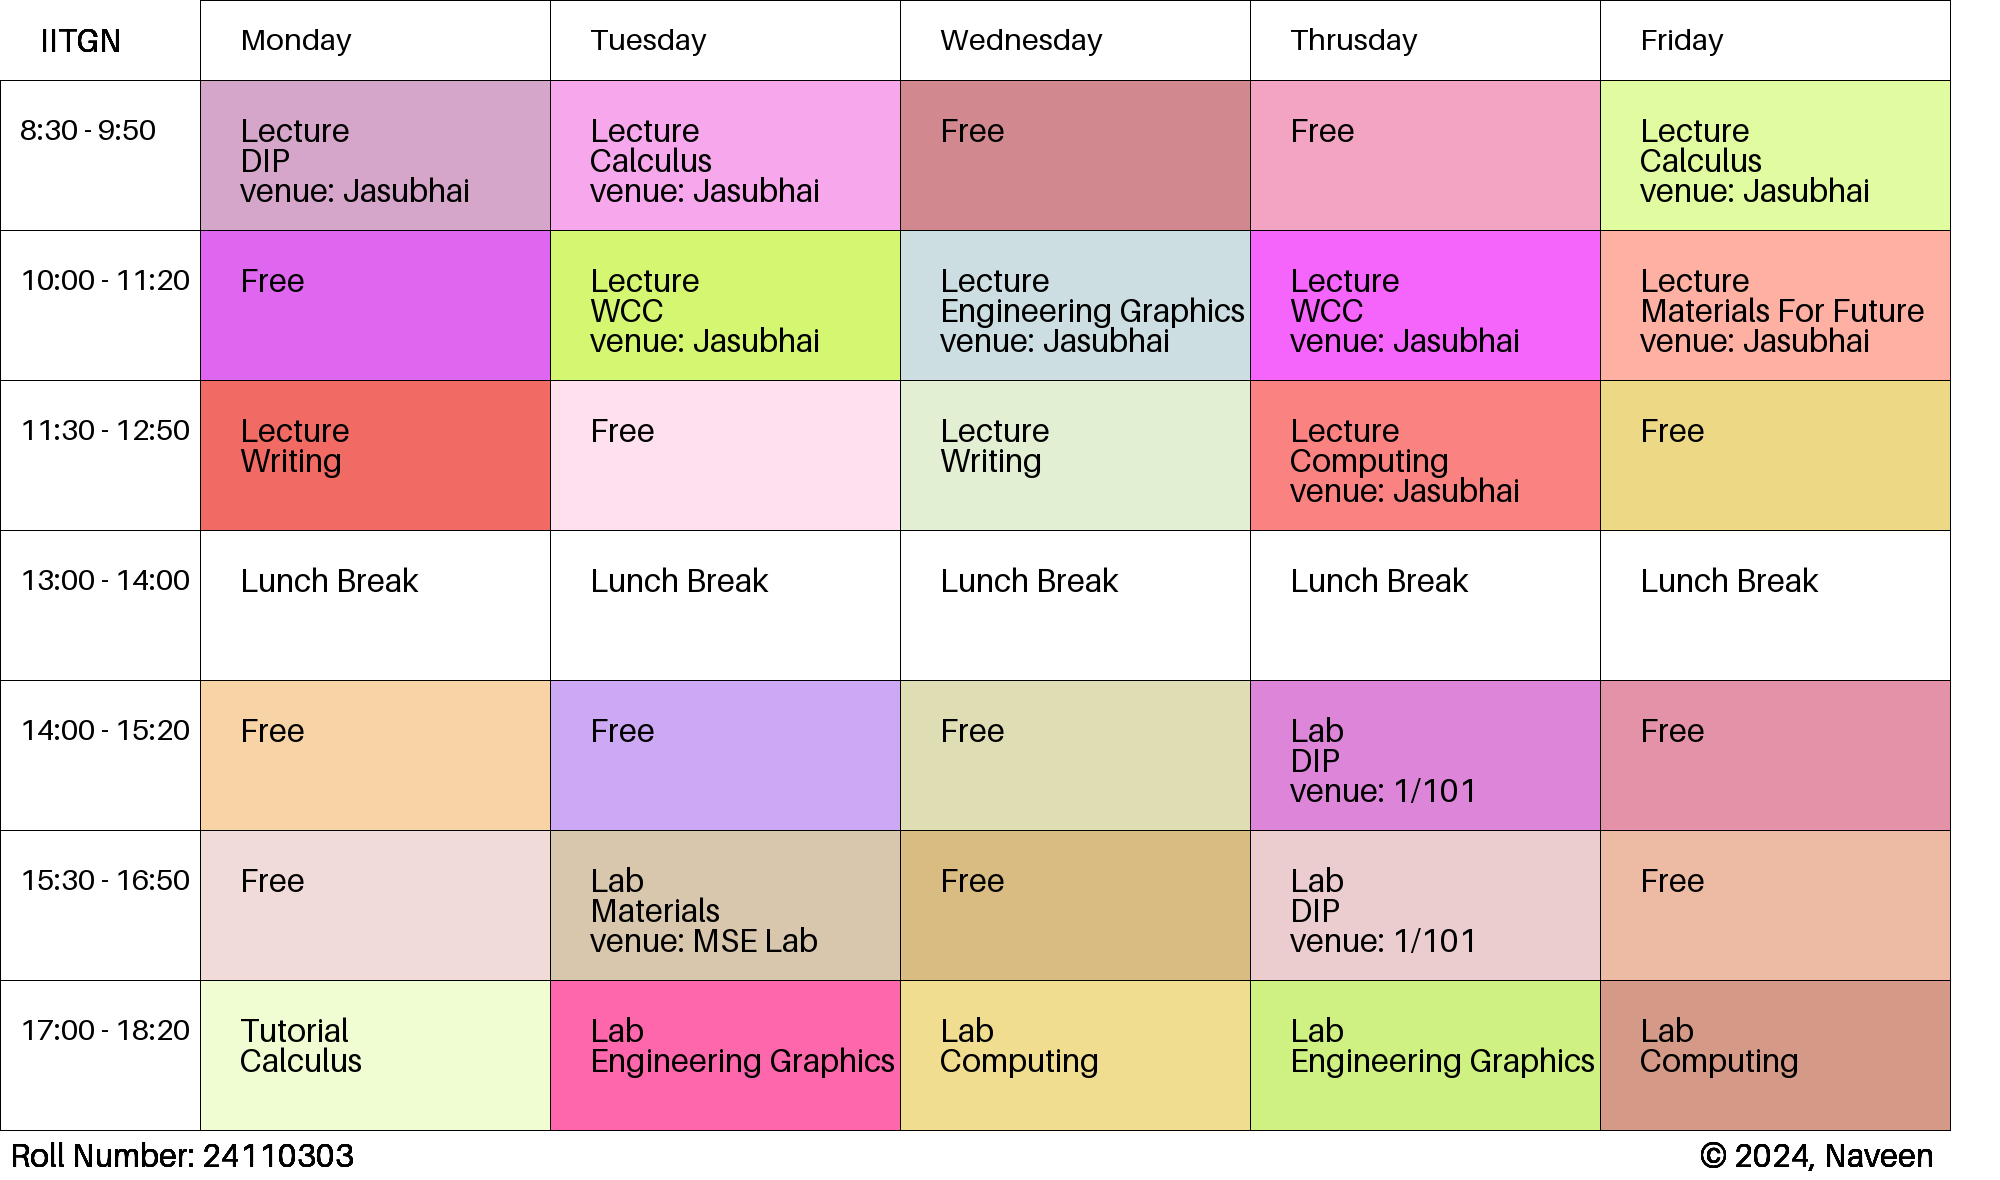 IITGN
Monday
Tuesday
Wednesday
Thrusday
Friday
8:30 - 9:50
Lecture
DIP
venue: Jasubhai
Lecture
Calculus
venue: Jasubhai
Free
Free
Lecture
Calculus
venue: Jasubhai
10:00 - 11:20
Free
Lecture
WCC
venue: Jasubhai
Lecture
Engineering Graphics
venue: Jasubhai
Lecture
WCC
venue: Jasubhai
Lecture
Materials For Future
venue: Jasubhai
11:30 - 12:50
Lecture
Writing
Free
Lecture
Writing
Lecture
Computing
venue: Jasubhai
Free
13:00 - 14:00
Lunch Break
Lunch Break
Lunch Break
Lunch Break
Lunch Break
14:00 - 15:20
Free
Free
Free
Lab
DIP
venue: 1/101
Free
15:30 - 16:50
Free
Lab
Materials
venue: MSE Lab
Free
Lab
DIP
venue: 1/101
Free
17:00 - 18:20
Tutorial
Calculus
Lab
Engineering Graphics
Lab
Computing
Lab
Engineering Graphics
Lab
Computing
Roll Number: 24110303
© 2024, Naveen